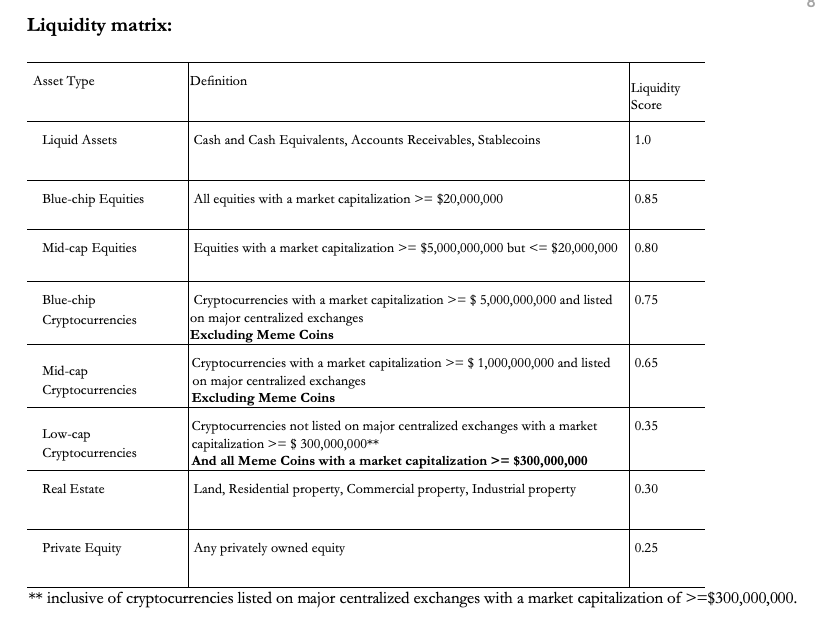 8
Liquidity matrix:
Asset Type Definition Liquidity
Score
Liquid Assets Cash and Cash Equivalents, Accounts Receivables, Stablecoins 1.0
Blue-chip Equities All equities with a market capitalization >= $20,000,000 0.85
Mid-cap Equities Equities with a market capitalization >= $5,000,000,000 but <= $20,000,000 0.80
Blue-chip Cryptocurrencies with a market capitalization >= $ 5,000,000,000 and listed 0.75
Cryptocurrencies on major centralized exchanges
Excluding Meme Coins
Mid-cap Cryptocurrencies with a market capitalization >= $ 1,000,000,000 and listed 0.65
Cryptocurrencies on major centralized exchanges
Excluding Meme Coins
Low-cap Cryptocurrencies not listed on major centralized exchanges with a market 0.35
Cryptocurrencies capitalization >= $ 300,000,000**
And all Meme Coins with a market capitalization >= $300,000,000
Real Estate Land, Residential property, Commercial property, Industrial property 0.30
Private Equity Any privately owned equity 0.25
** inclusive of cryptocurrencies listed on major centralized exchanges with a market capitalization of >=$300,000,000.